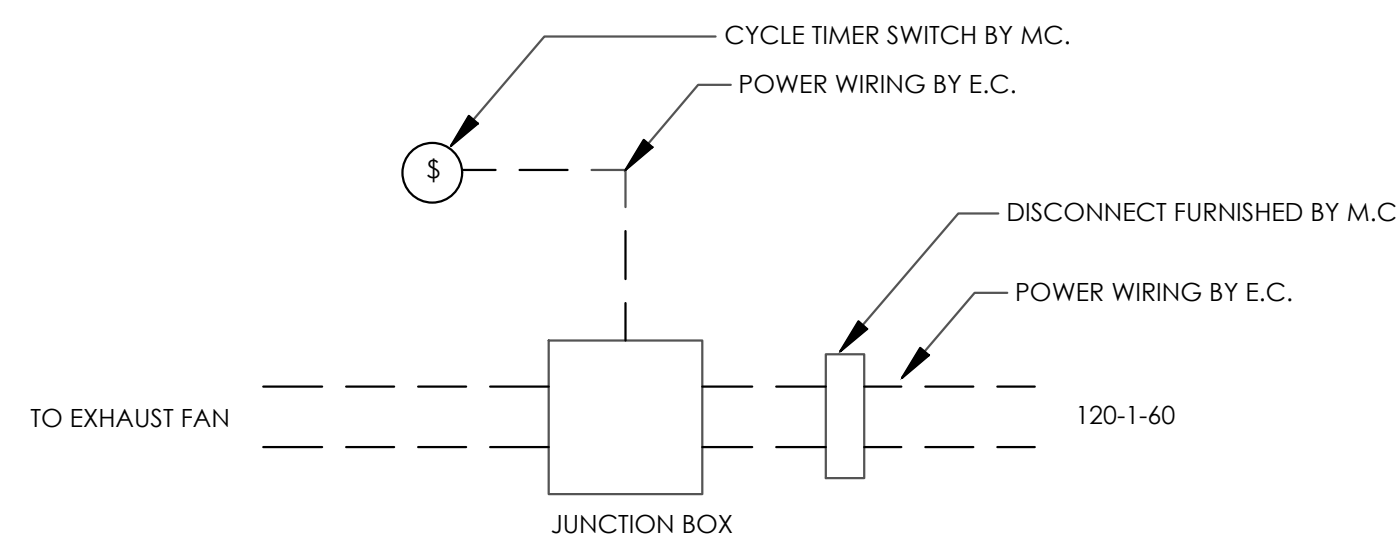 CYCLE TIMER SWITCH BY MC.
POWER WIRING BY E.C.
$
DISCONNECT FURNISHED BY M.C
POWER WIRING BY E.C.
TO EXHAUST FAN
120-1-60
JUNCTION BOX